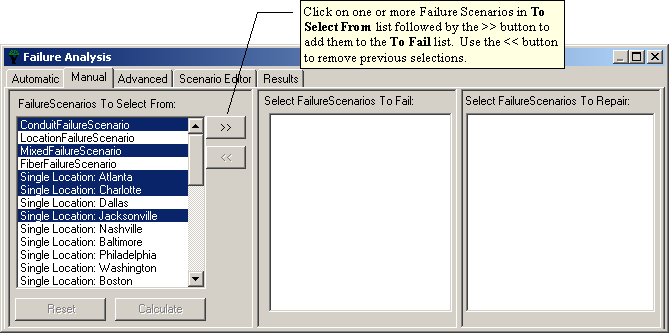 Click on one or more Failure Scenarios in To
Select From list followed by the >> button to
add them to the To Fail list. Use the << button
to remove previous selections.
Failure Analysis
Automatic Manual Advanced Scenario Editor Results
FailureScenarios To Select From:
ConduitFailureScenario
LocationFailureScenario
MixedFailureScenario
FiberFailureScenario
Single Location: Atlanta
Single Location: Charlotte
Single Location: Dallas
Single Location: Jacksonville
Single Location: Nashville
Single Location: Baltimore
Single Location: Philadelphia
Single Location: Washington
Single Location: Boston
>>
<<
Reset
Calculate
Select FailureScenarios To Fail:
Select FailureScenarios To Repair: